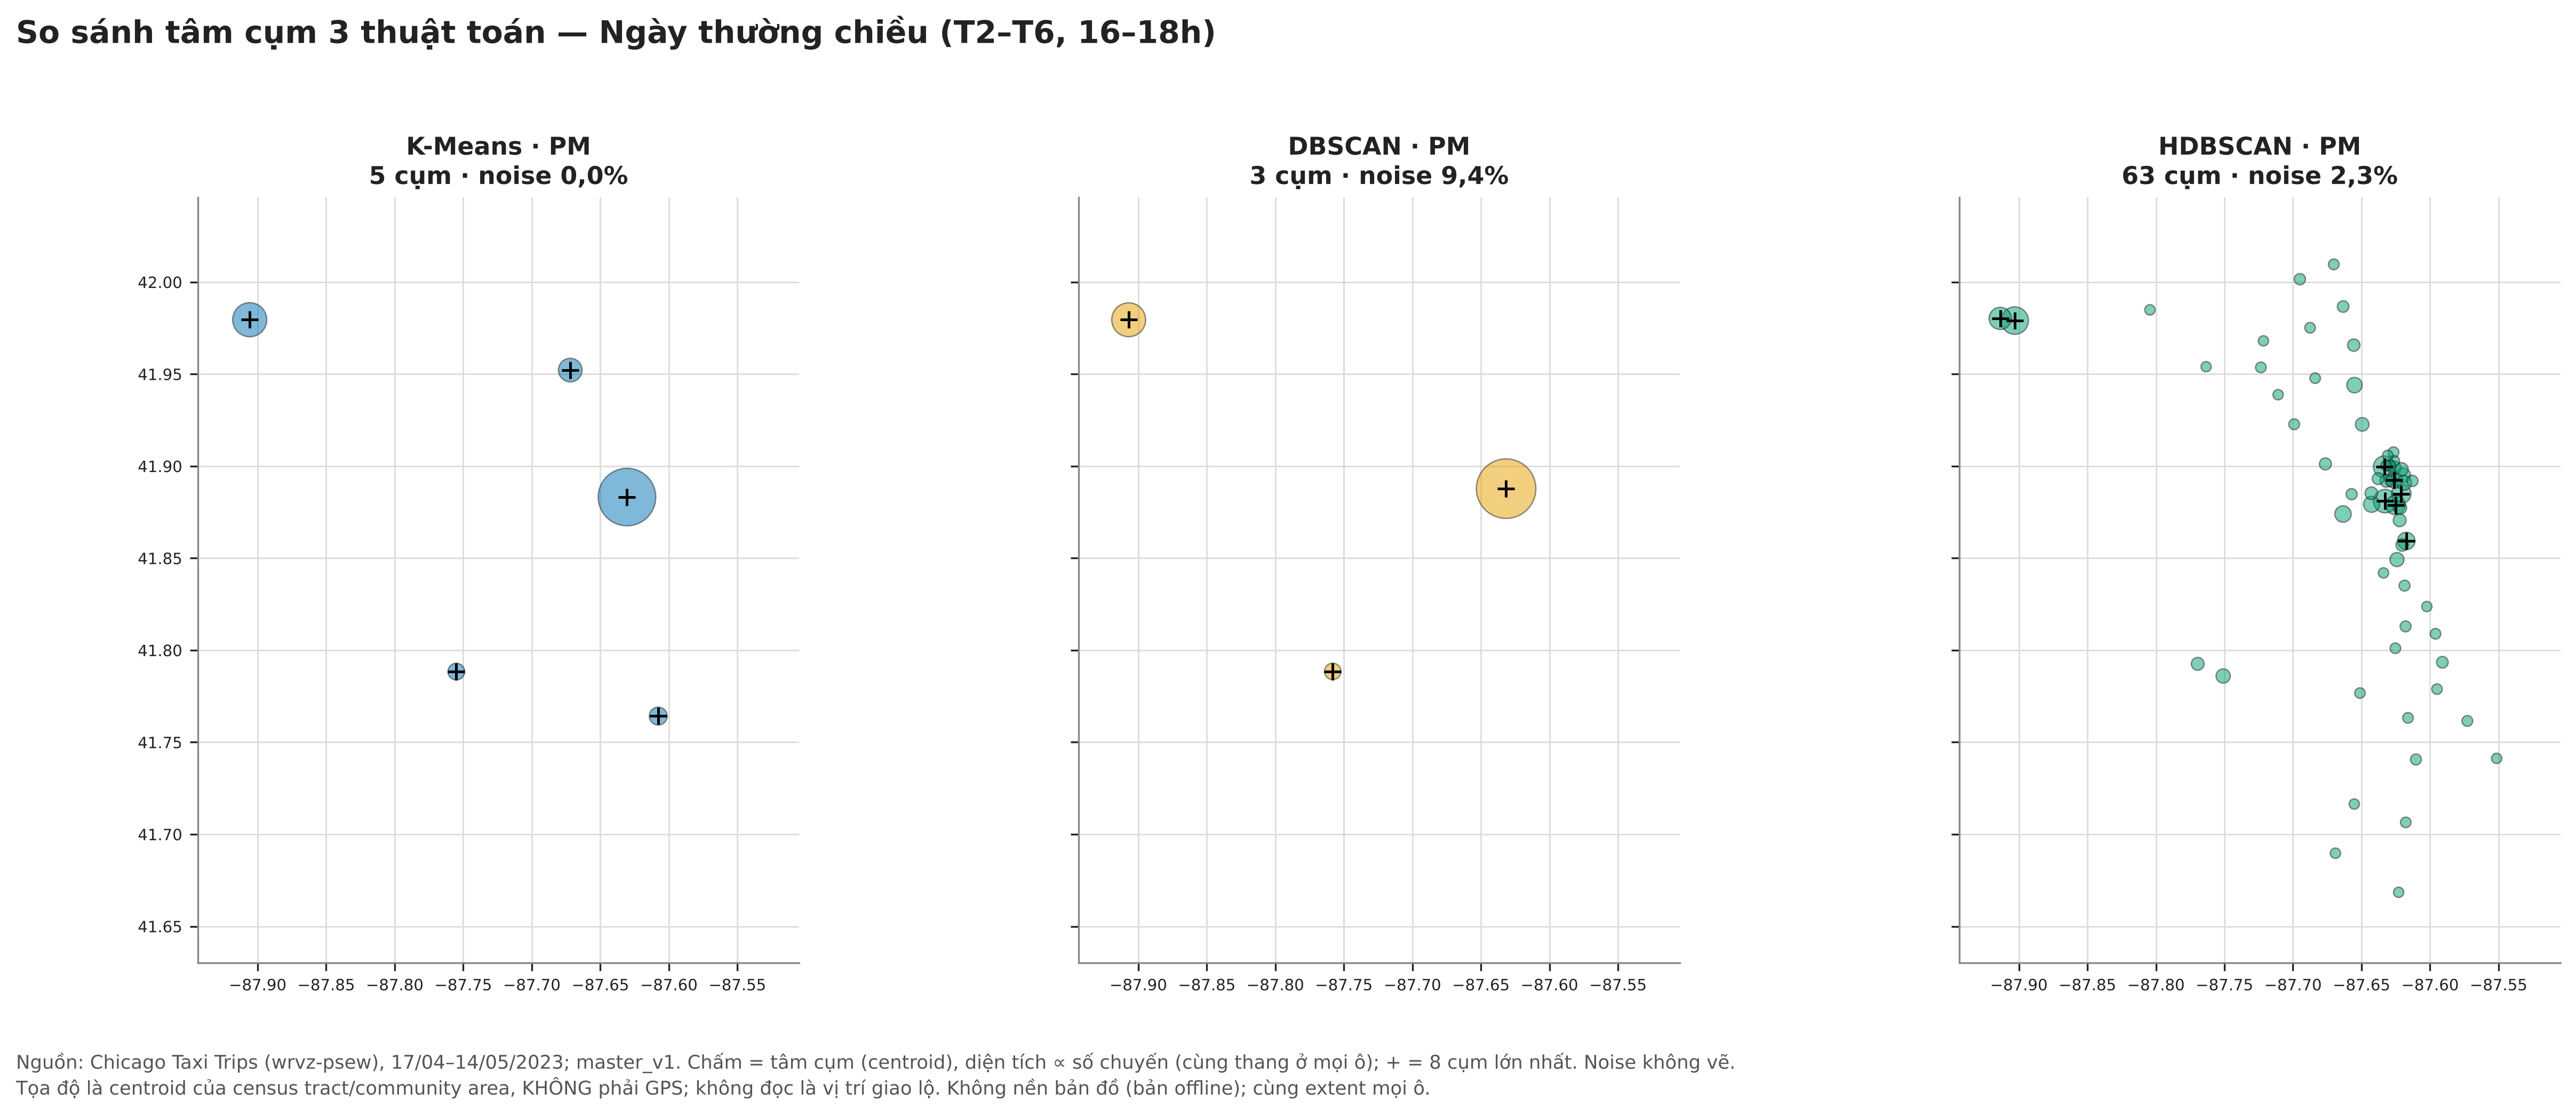 So sánh tâm cụm 3 thuật toán — Ngày thường chiều (T2–T6, 16–18h)
K-Means · PM
5 cụm · noise 0,0%
DBSCAN · PM
3 cụm · noise 9,4%
HDBSCAN · PM
63 cụm · noise 2,3%
42.00
41.95
41.90
41.85
41.80
41.75
41.70
41.65
−87.90 −87.85 −87.80 −87.75 −87.70 −87.65 −87.60 −87.55
−87.90 −87.85 −87.80 −87.75 −87.70 −87.65 −87.60 −87.55
−87.90 −87.85 −87.80 −87.75 −87.70 −87.65 −87.60 −87.55
Nguồn: Chicago Taxi Trips (wrvz-psew), 17/04–14/05/2023; master_v1. Chấm = tâm cụm (centroid), diện tích ∝ số chuyến (cùng thang ở mọi ô); + = 8 cụm lớn nhất. Noise không vẽ.
Tọa độ là centroid của census tract/community area, KHÔNG phải GPS; không đọc là vị trí giao lộ. Không nền bản đồ (bản offline); cùng extent mọi ô.